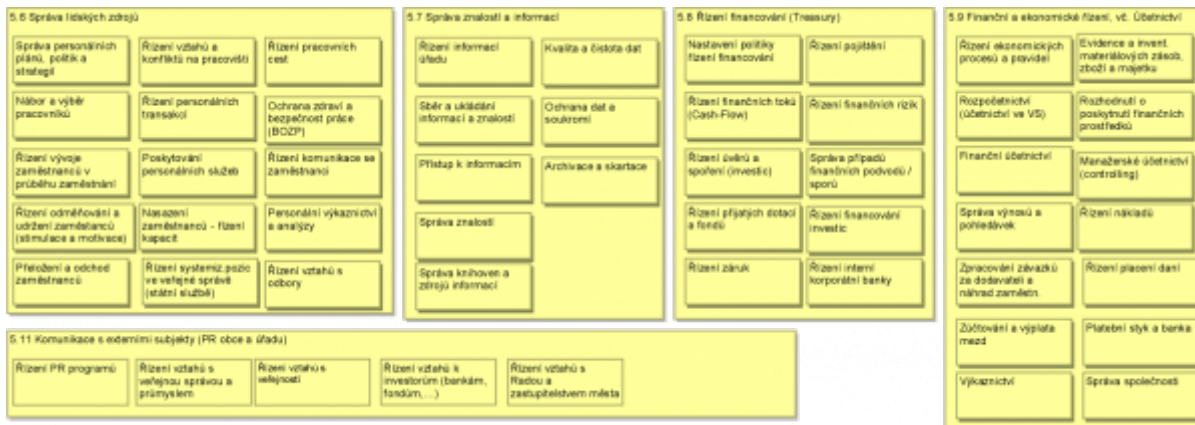 5.6 Správa lidských zdrojů
Správa personálních
plánů, politik a
strategií
Řízení vztahů a
konfliktů na pracovišti
Řízení pracovních
cest
Nábor a výběr
pracovníků
Řízení personálních
transakcí
Ochrana zdraví a
bezpečnost práce
(BOZP)
Řízení vývoje
zaměstnanců v
průběhu zaměstnání
Poskytování
personálních služeb
Řízení komunikace se
zaměstnanci
Řízení odměňování a
udržení zaměstanců
(stimulace a motivace)
Nasazení
zaměstnanců - řízení
kapacit
Personální výkaznictví
a analýzy
Přeložení a odchod
zaměstnanců
Řízení systemiz.pozic
ve veřejné správě
(státní službě)
Řízení vztahů s
odbory
5.7 Správa znalostí a informací
Řízení informací
úřadu
Kvalita a čistota dat
Sběr a ukládání
informací a znalostí
Ochrana dat a
soukromí
Přístup k informacím
Archivace a skartace
Správa znalostí
Správa knihoven a
zdrojů informací
5.8 Řízení financování (Treasury)
Nastavení politiky
řízení financování
Řízení pojištění
Řízení finančních toků
(Cash-Flow)
Řízení finančních rizik
Řízení úvěrů a
spoření (investic)
Správa případů
finančních podvodů /
sporů
Řízení přijatých dotací
a fondů
Řízení financování
investic
Řízení záruk
Řízení interní
korporátní banky
5.9 Finanční a ekonomické řízení, vč. Účetnictví
Řízení ekonomických
procesů a pravidel
Evidence a invent.
materiálových zásob,
zboží a majetku
Rozpočetnictví
(účetnictví ve VS)
Rozhodnutí o
poskytnutí finančních
prostředků
Finanční účetnictví
Manažerské účetnictví
(controlling)
Správa výnosů a
pohledávek
Řízení nákladů
Zpracování závazků
za dodavateli a
náhrad zaměstn.
Řízení placení daní
Zúčtování a výplata
mezd
Platební styk a banka
Výkaznictví
Správa společností
5.11 Komunikace s externími subjekty (PR obce a úřadu)
Řízení PR programů
Řízení vztahů s
veřejnou správou a
průmyslem
Řízení vztahů s
veřejností
Řízení vztahů k
investorům (bankám,
fondům,...)
Řízení vztahů s
Radou a
zastupitelstvem města